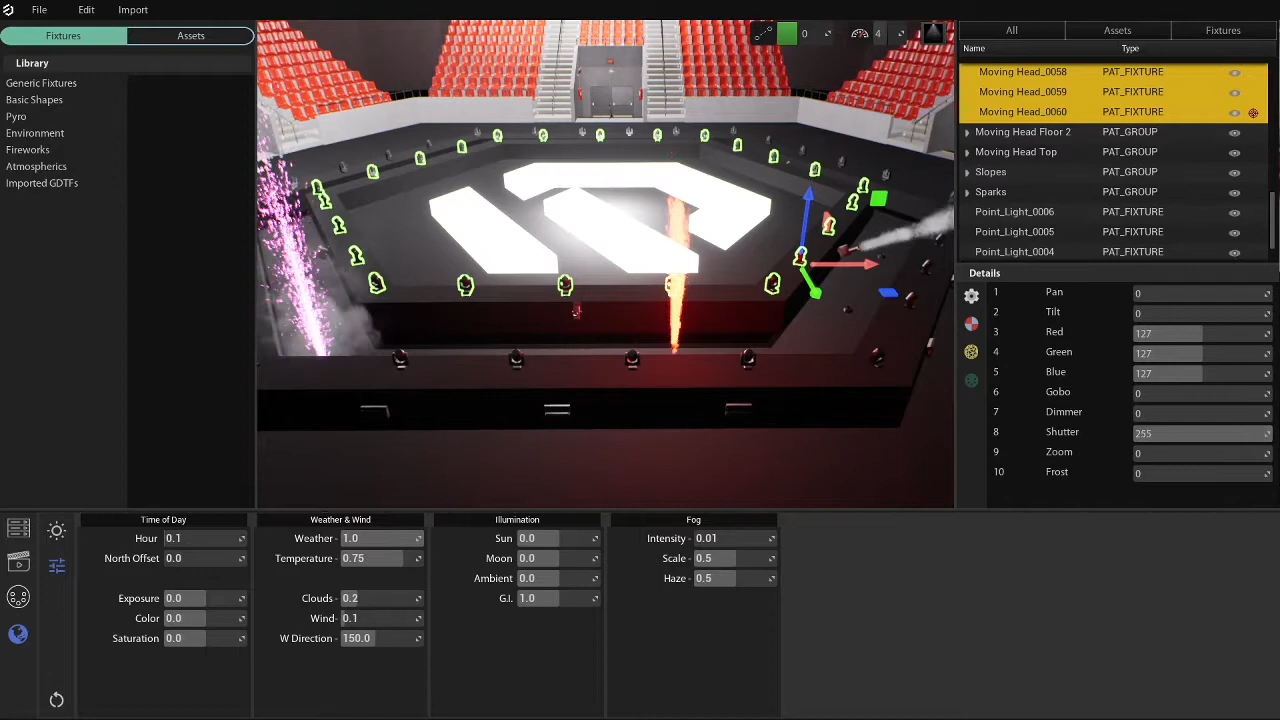 File Edit Import
Fixtures Assets
Library
Generic Fixtures
Basic Shapes
Pyro
Environment
Fireworks
Atmospherics
Imported GDTFs
0 4
All Assets Fixtures
Name Type
Moving Head_0058 PAT_FIXTURE
Moving Head_0059 PAT_FIXTURE
Moving Head_0060 PAT_FIXTURE
Moving Head Floor 2 PAT_GROUP
Moving Head Top PAT_GROUP
Slopes PAT_GROUP
Sparks PAT_GROUP
Point_Light_0006 PAT_FIXTURE
Point_Light_0005 PAT_FIXTURE
Point_Light_0004 PAT_FIXTURE
Details
1 Pan 0
2 Tilt 0
3 Red 127
4 Green 127
5 Blue 127
6 Gobo 0
7 Dimmer 0
8 Shutter 255
9 Zoom 0
10 Frost 0
Time of Day
Hour 0.1
North Offset 0.0
Exposure 0.0
Color 0.0
Saturation 0.0
Weather & Wind
Weather 1.0
Temperature 0.75
Clouds 0.2
Wind 0.1
W Direction 150.0
Illumination
Sun 0.0
Moon 0.0
Ambient 0.0
G.I. 1.0
Fog
Intensity 0.01
Scale 0.5
Haze 0.5